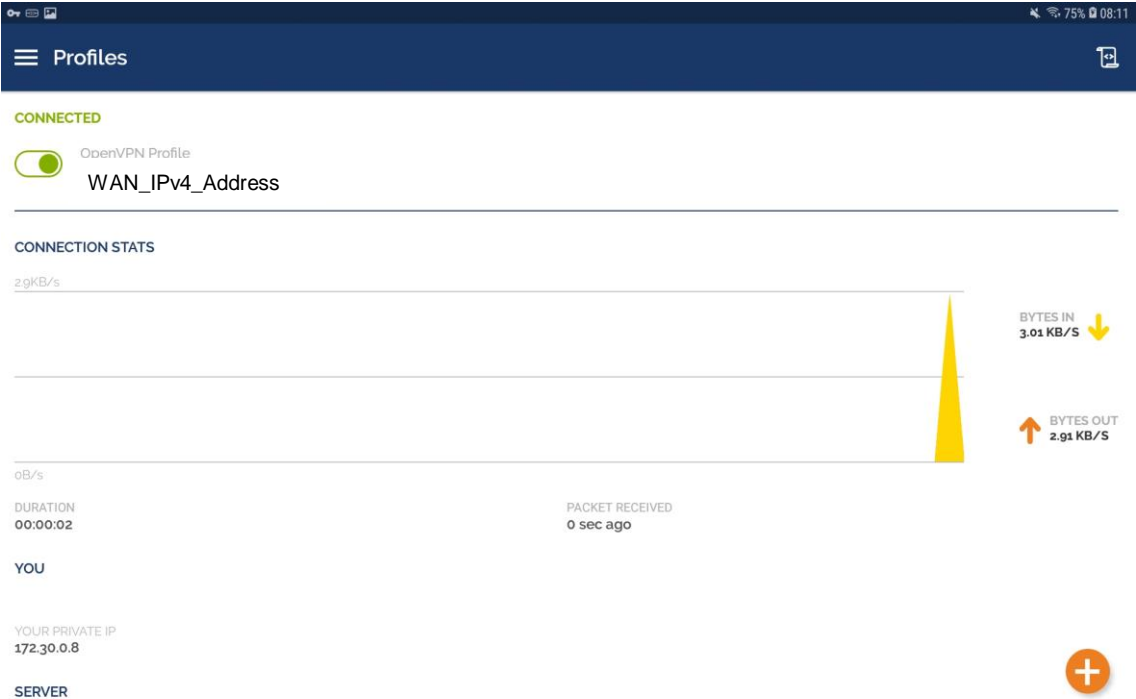 75% 08:11
Profiles
CONNECTED
OpenVPN Profile
WAN_IPv4_Address
CONNECTION STATS
2.9KB/s
BYTES IN
3.01 KB/S
BYTES OUT
2.91 KB/S
0B/s
DURATION
00:00:02
PACKET RECEIVED
0 sec ago
YOU
YOUR PRIVATE IP
172.30.0.8
SERVER